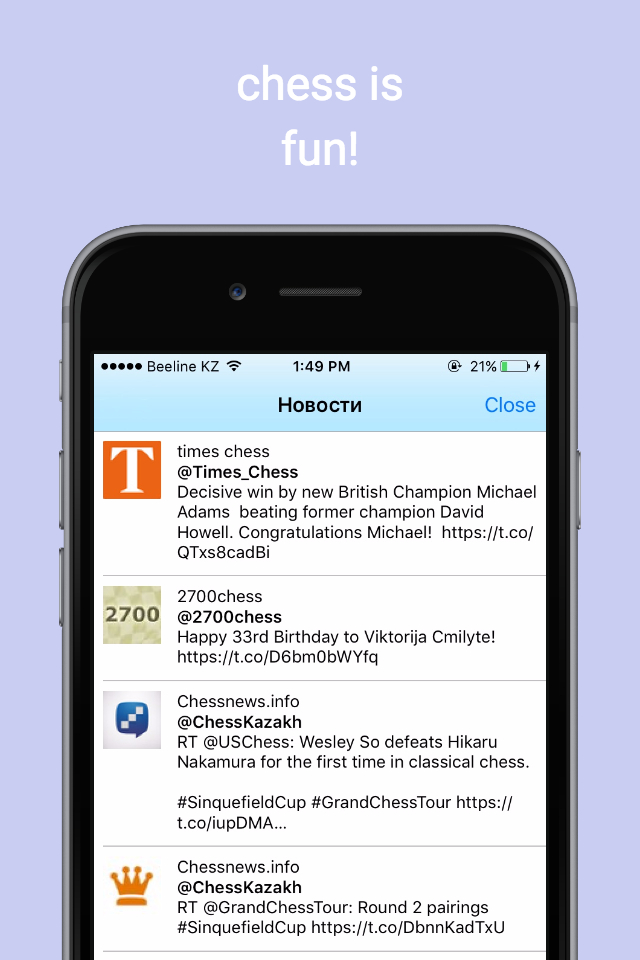 chess is
fun!
Beeline KZ 1:49 PM 21%
Новости Close
T
times chess
@Times_Chess
Decisive win by new British Champion Michael
Adams  beating former champion David
Howell. Congratulations Michael!  https://t.co/
QTxs8cadBi
2700
2700chess
@2700chess
Happy 33rd Birthday to Viktorija Cmilyte!
https://t.co/D6bm0bWYfq
Chessnews.info
@ChessKazakh
RT @USChess: Wesley So defeats Hikaru
Nakamura for the first time in classical chess.
#SinquefieldCup #GrandChessTour https://
t.co/iupDMA…
Chessnews.info
@ChessKazakh
RT @GrandChessTour: Round 2 pairings
#SinquefieldCup https://t.co/DbnnKadTxU